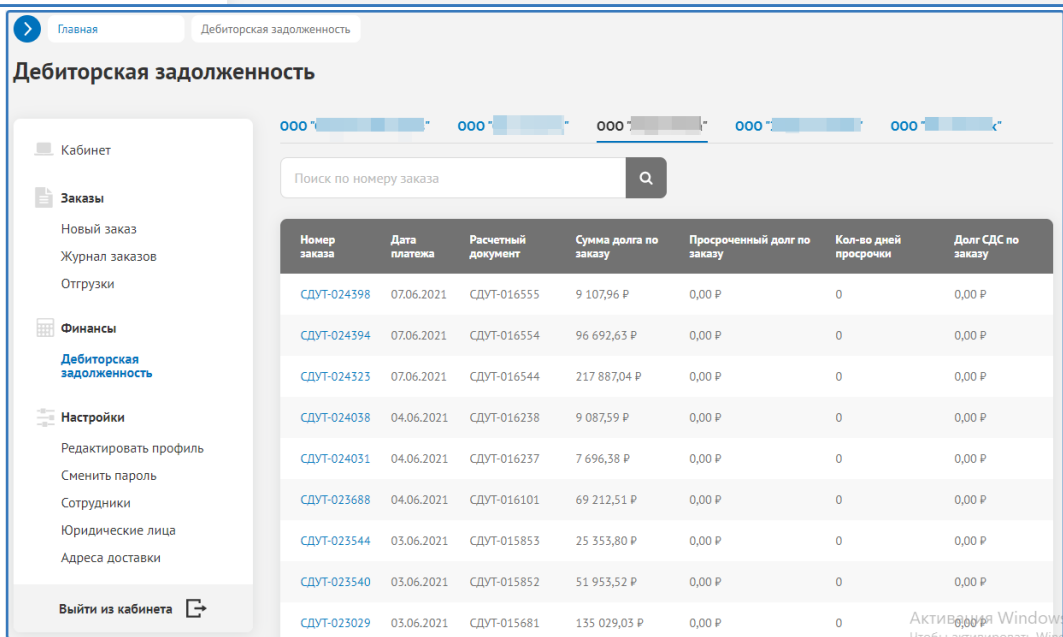 Главная
Дебиторская задолженность
Дебиторская задолженность
ООО "
ООО "
ООО "
ООО "
ООО "
Кабинет
Заказы
Новый заказ
Журнал заказов
Отгрузки
Финансы
Дебиторская
задолженность
Настройки
Редактировать профиль
Сменить пароль
Сотрудники
Юридические лица
Адреса доставки
Выйти из кабинета
Поиск по номеру заказа
Номер заказа Дата платежа Расчетный документ Сумма долга по заказу Просроченный долг по заказу Кол-во дней просрочки Долг СДС по заказу
СДУТ-024398 07.06.2021 СДУТ-016555 9 107,96 ₽ 0,00 ₽ 0 0,00 ₽
СДУТ-024394 07.06.2021 СДУТ-016554 96 692,63 ₽ 0,00 ₽ 0 0,00 ₽
СДУТ-024323 07.06.2021 СДУТ-016544 217 887,04 ₽ 0,00 ₽ 0 0,00 ₽
СДУТ-024038 04.06.2021 СДУТ-016238 9 087,59 ₽ 0,00 ₽ 0 0,00 ₽
СДУТ-024031 04.06.2021 СДУТ-016237 7 696,38 ₽ 0,00 ₽ 0 0,00 ₽
СДУТ-023688 04.06.2021 СДУТ-016101 69 212,51 ₽ 0,00 ₽ 0 0,00 ₽
СДУТ-023544 03.06.2021 СДУТ-015853 25 353,80 ₽ 0,00 ₽ 0 0,00 ₽
СДУТ-023540 03.06.2021 СДУТ-015852 51 953,52 ₽ 0,00 ₽ 0 0,00 ₽
СДУТ-023029 03.06.2021 СДУТ-015681 135 029,03 ₽ 0,00 ₽ 0 0,00 ₽
Активация Windows